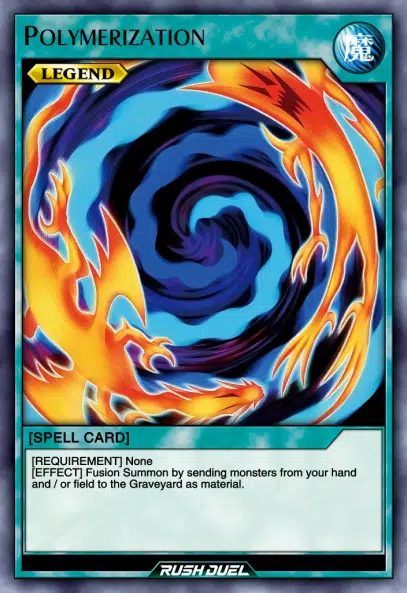 POLYMERIZATION
魔
LEGEND
[SPELL CARD]
[REQUIREMENT] None
[EFFECT] Fusion Summon by sending monsters from your hand
and / or field to the Graveyard as material.
RUSH DUEL